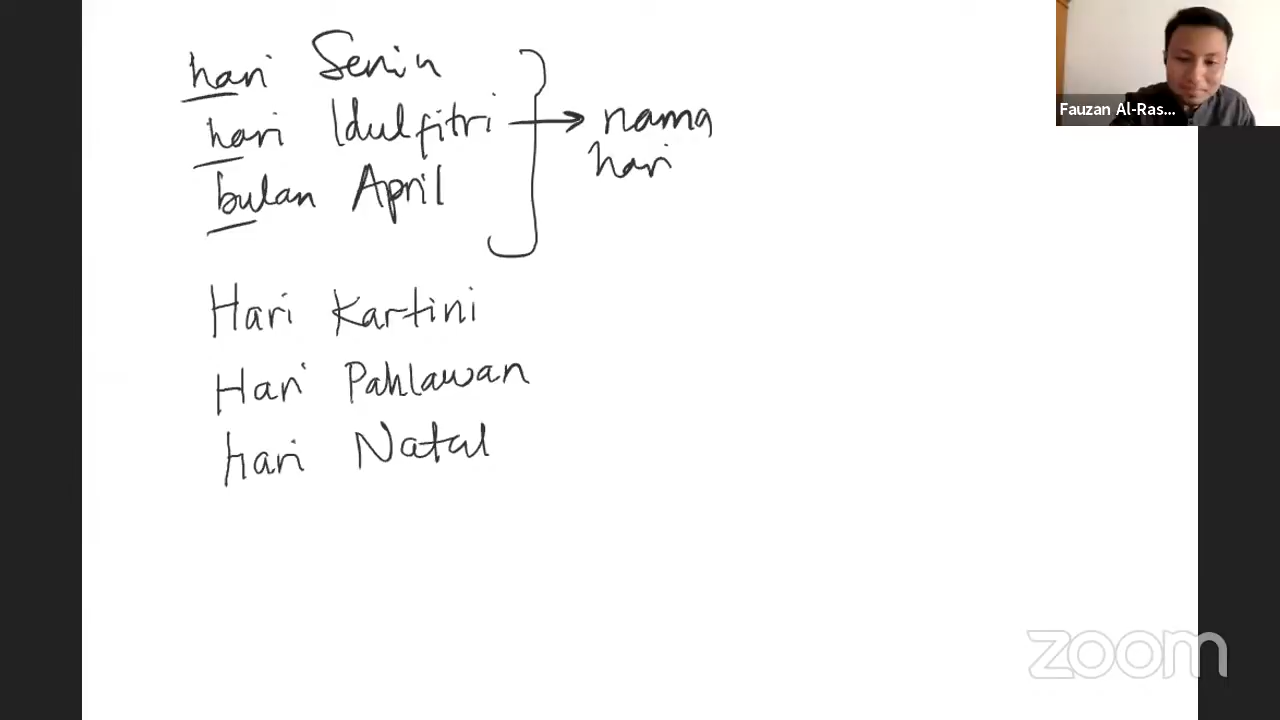 hari Senin
hari Idulfitri
bulan April
nama
hari
Hari Kartini
Hari Pahlawan
hari Natal
Fauzan Al-Ras...
zoom